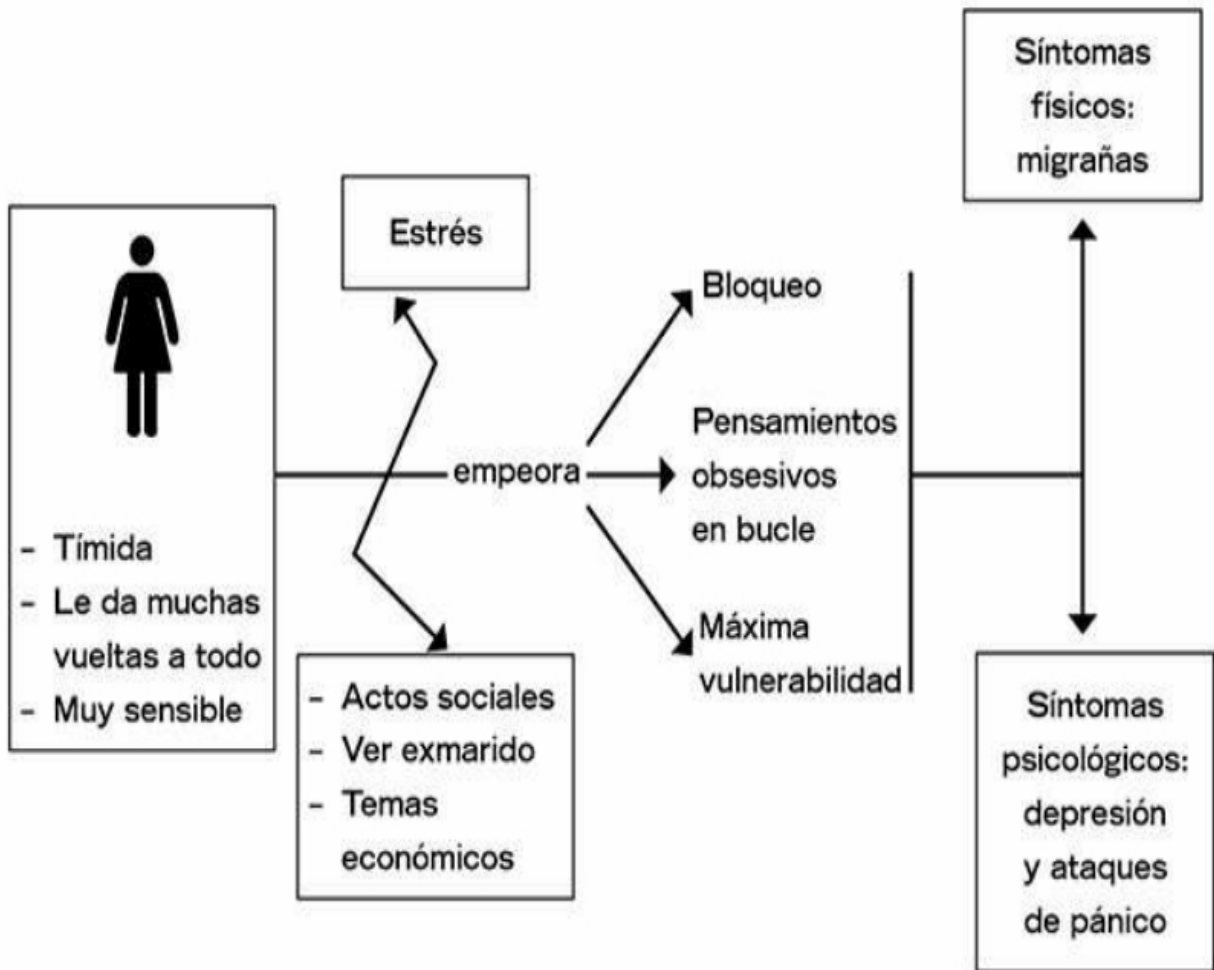 - Tímida
- Le da muchas
vueltas a todo
- Muy sensible
Estrés
- Actos sociales
- Ver exmarido
- Temas
económicos
empeora
Bloqueo
Pensamientos
obsesivos
en bucle
Máxima
vulnerabilidad
Síntomas
físicos:
migrañas
Síntomas
psicológicos:
depresión
y ataques
de pánico